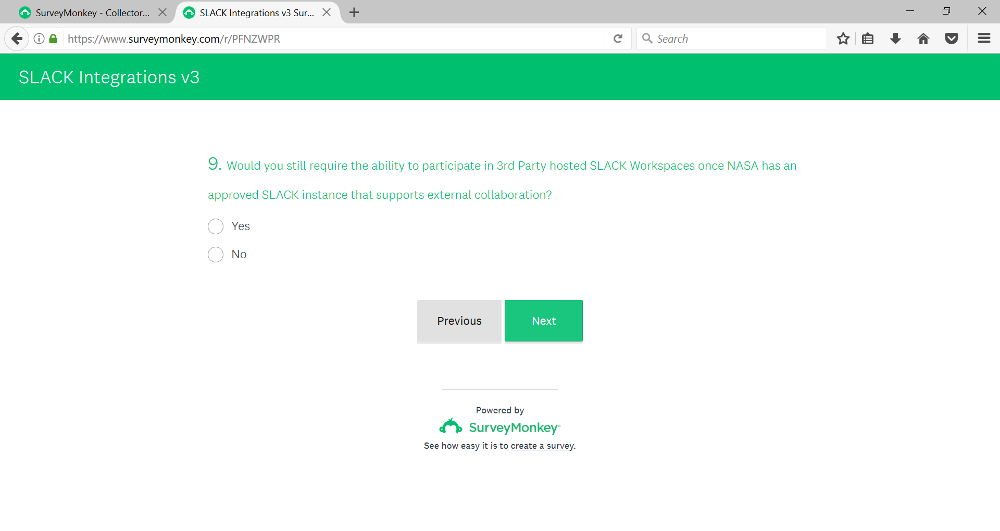 SurveyMonkey - Collector...
SLACK Integrations v3 Sur...
https://www.surveymonkey.com/r/PFNZWPR
Search
SLACK Integrations v3
9. Would you still require the ability to participate in 3rd Party hosted SLACK Workspaces once NASA has an
approved SLACK instance that supports external collaboration?
Yes
No
Previous
Next
Powered by
SurveyMonkey®
See how easy it is to create a survey.